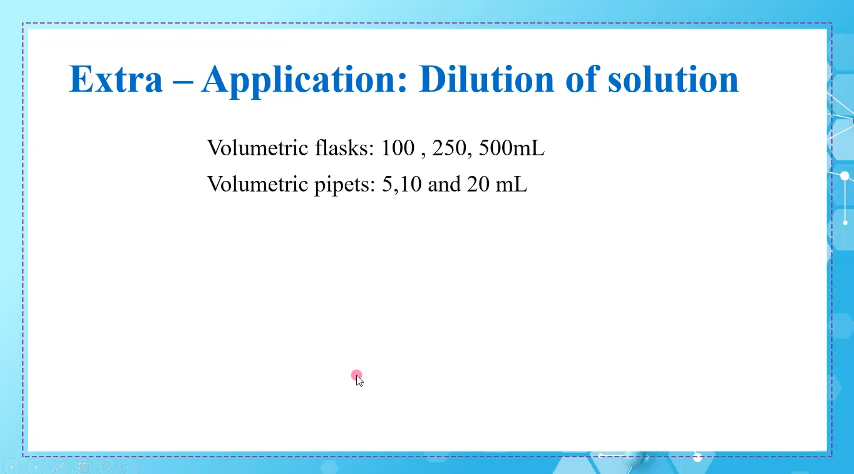 Extra – Application: Dilution of solution
Volumetric flasks: 100 , 250, 500mL
Volumetric pipets: 5,10 and 20 mL